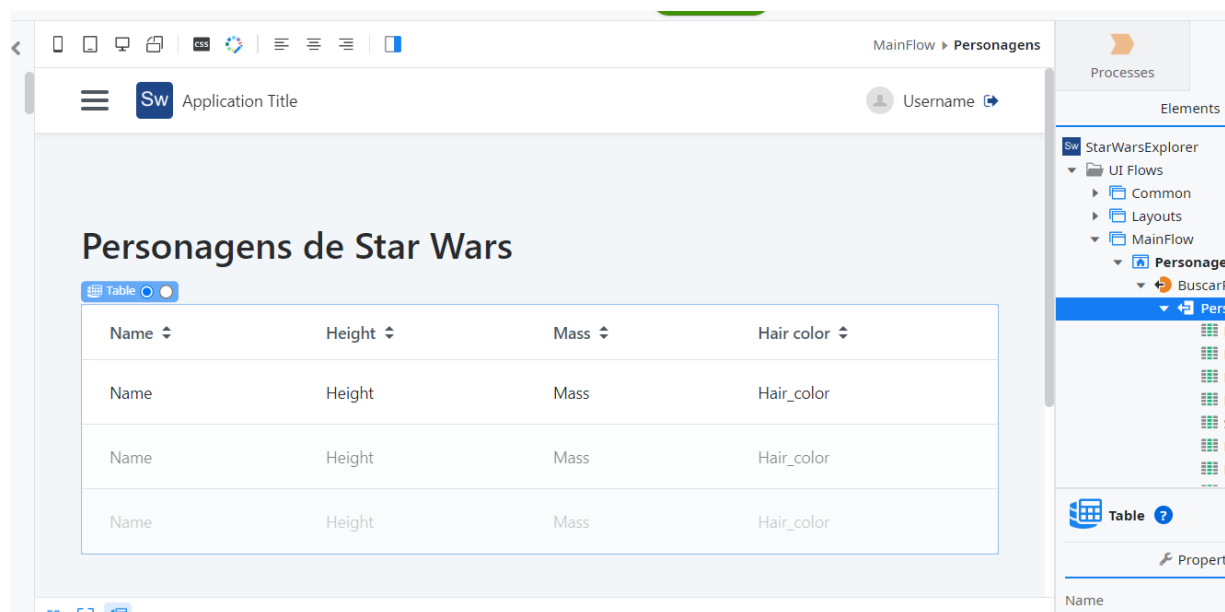 css
MainFlow Personagens
Processes
Sw Application Title
Username
Elements
Sw StarWarsExplorer
UI Flows
Common
Layouts
MainFlow
Personagens de Star Wars
Table
Name Height Mass Hair color
Name Height Mass Hair_color
Name Height Mass Hair_color
Name Height Mass Hair_color
Table ?
Name